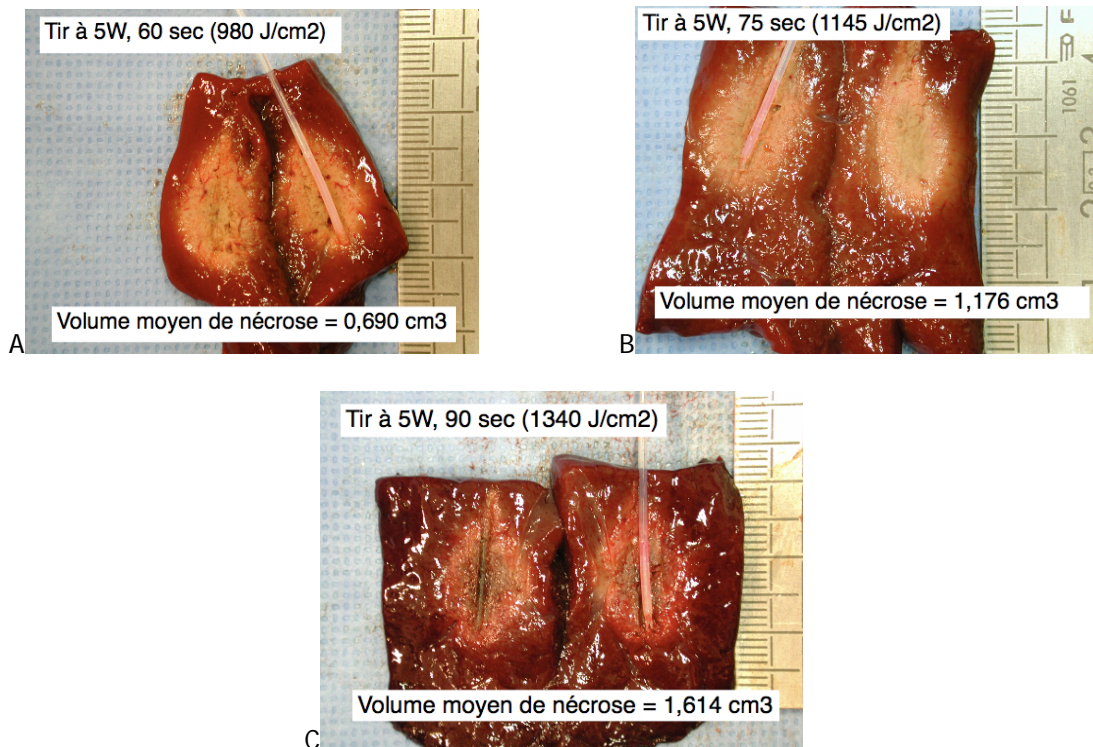 Tir à 5W, 60 sec (980 J/cm2)
Volume moyen de nécrose = 0,690 cm3
A
Tir à 5W, 75 sec (1145 J/cm2)
1061
2
Volume moyen de nécrose = 1,176 cm3
B
Tir à 5W, 90 sec (1340 J/cm2)
Volume moyen de nécrose = 1,614 cm3
C